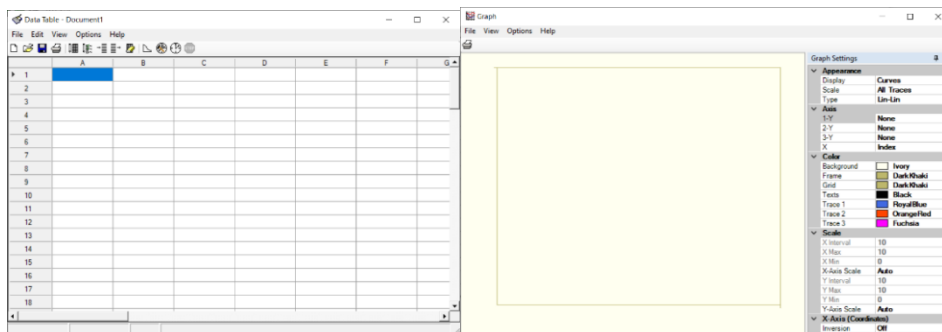 Data Table - Document1
File Edit View Options Help
A B C D E F G
1
2
3
4
5
6
7
8
9
10
11
12
13
14
15
16
17
18
Graph
File View Options Help
Graph Settings
Appearance
Display Curves
Scale All Traces
Type Lin-Lin
Axis
1-Y None
2-Y None
3-Y None
X Index
Color
Background Ivory
Frame DarkKhaki
Grid DarkKhaki
Texts Black
Trace 1 RoyalBlue
Trace 2 OrangeRed
Trace 3 Fuchsia
Scale
X Interval 10
X Max 10
X Min 0
X-Axis Scale Auto
Y Interval 10
Y Max 10
Y Min 0
Y-Axis Scale Auto
X-Axis (Coordinates)
Inversion Off